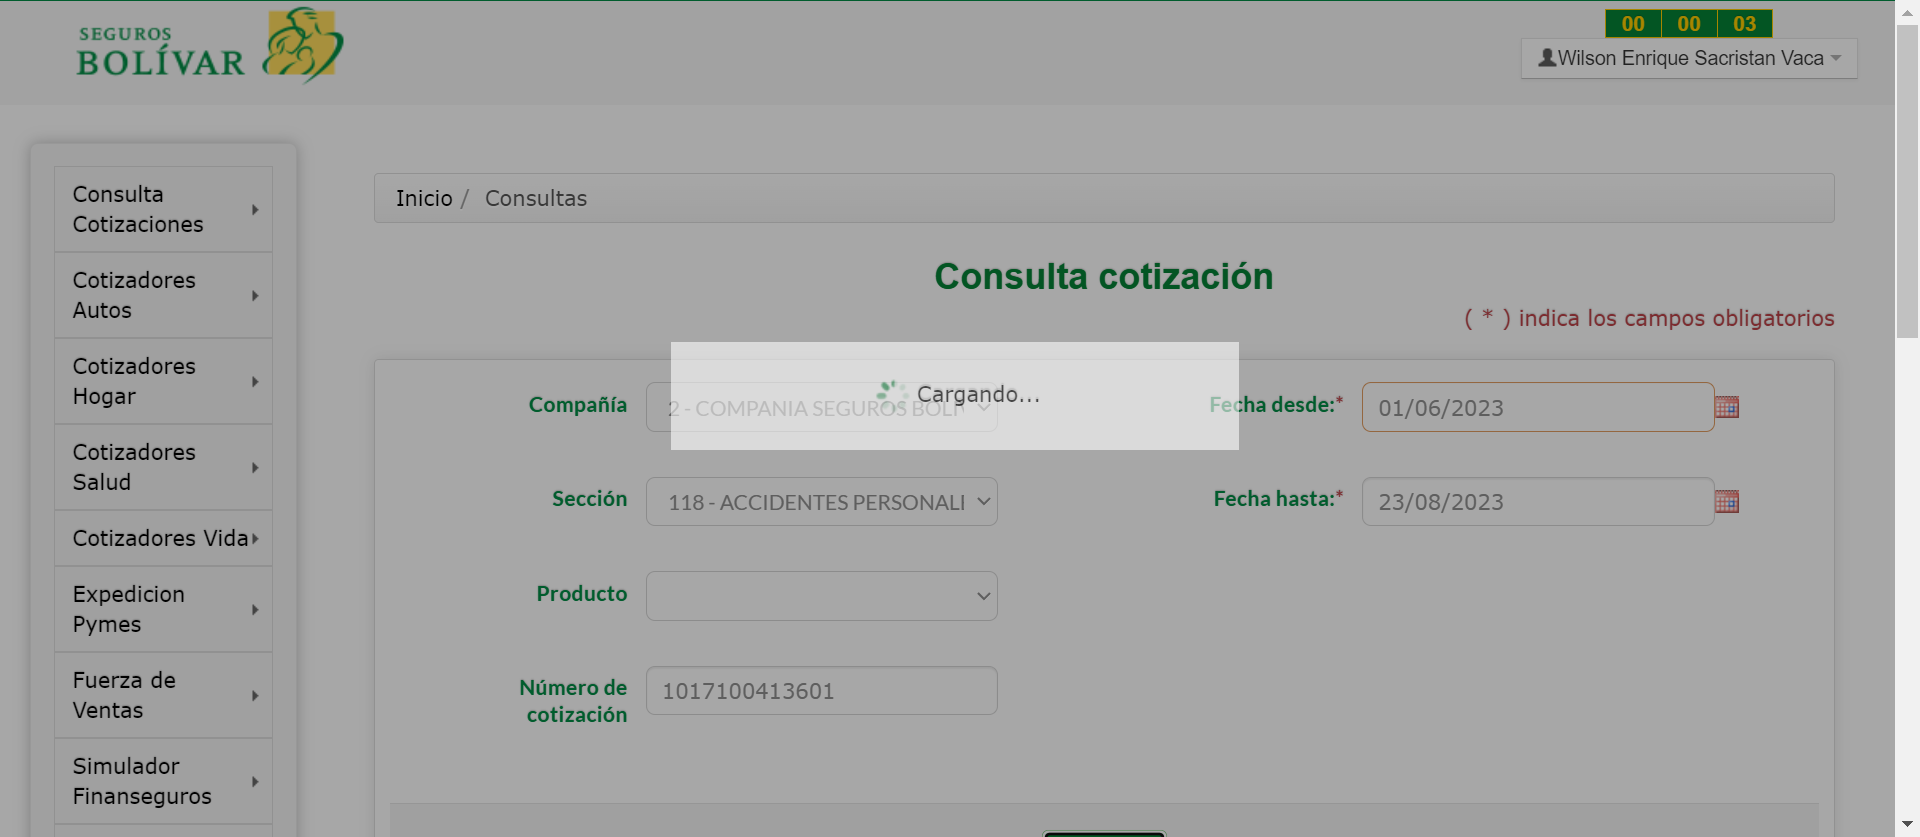 SEGUROS
BOLÍVAR
00 00 03
Wilson Enrique Sacristan Vaca
Consulta
Cotizaciones
Cotizadores
Autos
Cotizadores
Hogar
Cotizadores
Salud
Cotizadores Vida
Expedicion
Pymes
Fuerza de
Ventas
Simulador
Finanseguros
Inicio / Consultas
Consulta cotización
( * ) indica los campos obligatorios
Cargando...
Compañía 2 - COMPANIA SEGUROS BOLI
Fecha desde:* 01/06/2023
Sección 118 - ACCIDENTES PERSONALI
Fecha hasta:* 23/08/2023
Producto
Número de
cotización
1017100413601